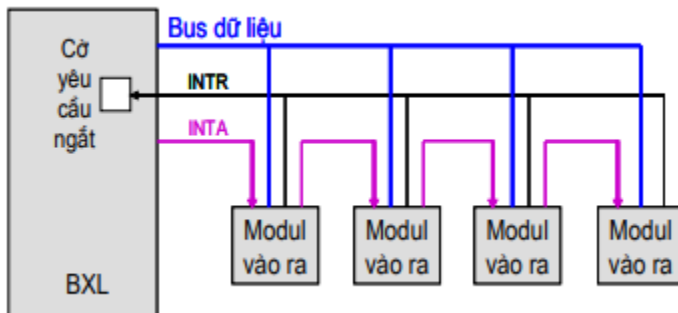 Bus dữ liệu
Cờ
yêu
cầu
ngắt
INTR
INTA
BXL
Modul
vào ra
Modul
vào ra
Modul
vào ra
Modul
vào ra